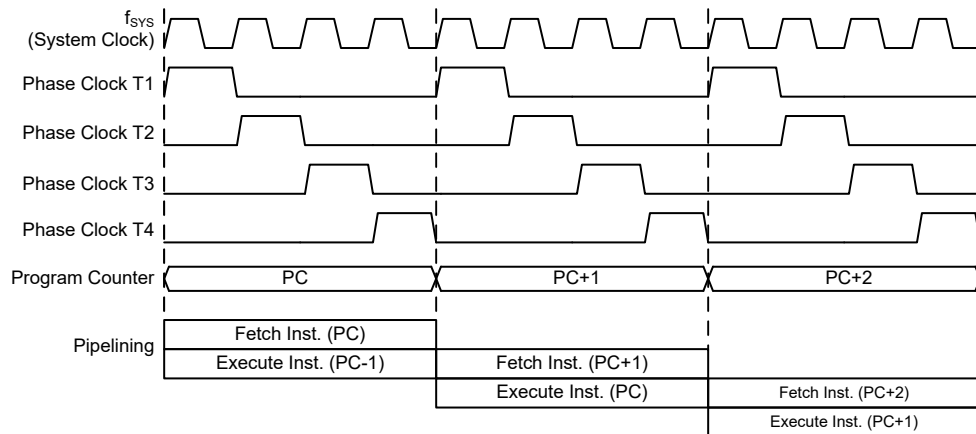 fSYS
(System Clock)
Phase Clock T1
Phase Clock T2
Phase Clock T3
Phase Clock T4
Program Counter PC PC+1 PC+2
Pipelining
Fetch Inst. (PC)
Execute Inst. (PC-1) Fetch Inst. (PC+1)
Execute Inst. (PC) Fetch Inst. (PC+2)
Execute Inst. (PC+1)